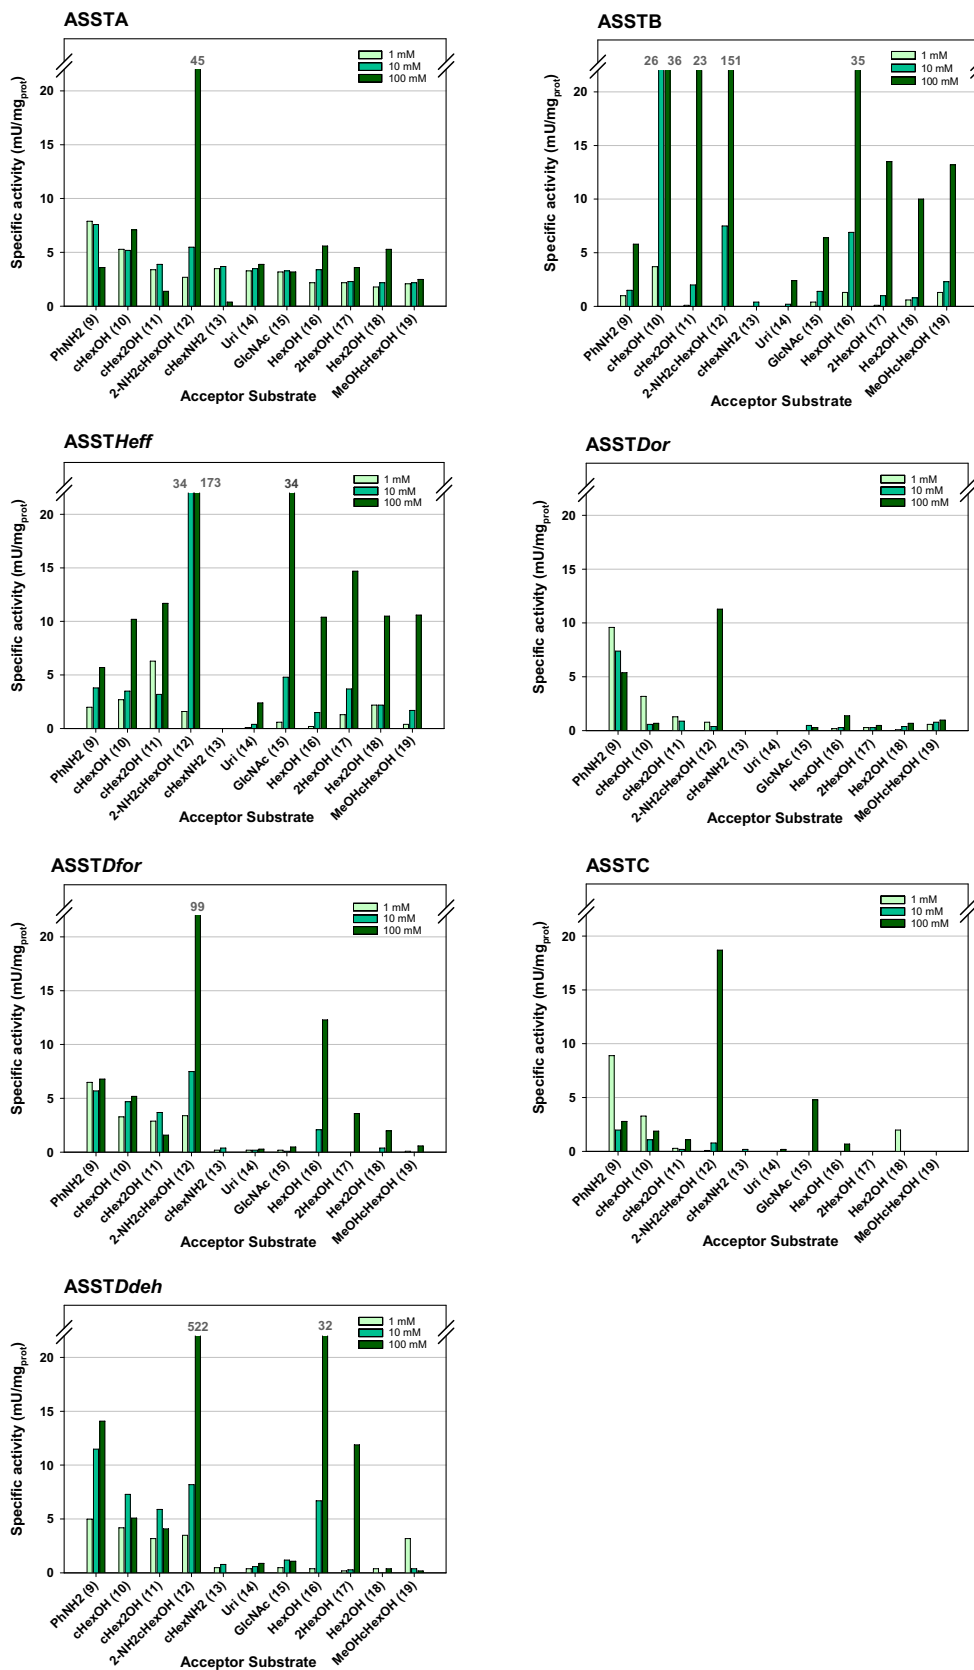 ASSTA
45
1 mM
10 mM
100 mM
20
15
10
5
0
Specific activity (mU/mgprot)
PhNH2 (9)
cHexOH (10)
cHex2OH (11)
2-NH2cHexOH (12)
cHexNH2 (13)
Uri (14)
GlcNAc (15)
HexOH (16)
2HexOH (17)
Hex2OH (18)
MeOHcHexOH (19)
Acceptor Substrate
ASSTB
26 36 23 151 35
1 mM
10 mM
100 mM
20
15
10
5
0
Specific activity (mU/mgprot)
PhNH2 (9)
cHexOH (10)
cHex2OH (11)
2-NH2cHexOH (12)
cHexNH2 (13)
Uri (14)
GlcNAc (15)
HexOH (16)
2HexOH (17)
Hex2OH (18)
MeOHcHexOH (19)
Acceptor Substrate
ASSTHeff
34 173 34
1 mM
10 mM
100 mM
20
15
10
5
0
Specific activity (mU/mgprot)
PhNH2 (9)
cHexOH (10)
cHex2OH (11)
2-NH2cHexOH (12)
cHexNH2 (13)
Uri (14)
GlcNAc (15)
HexOH (16)
2HexOH (17)
Hex2OH (18)
MeOHcHexOH (19)
Acceptor Substrate
ASSTDor
1 mM
10 mM
100 mM
20
15
10
5
0
Specific activity (mU/mgprot)
PhNH2 (9)
cHexOH (10)
cHex2OH (11)
2-NH2cHexOH (12)
cHexNH2 (13)
Uri (14)
GlcNAc (15)
HexOH (16)
2HexOH (17)
Hex2OH (18)
MeOHcHexOH (19)
Acceptor Substrate
ASSTDfor
99
1 mM
10 mM
100 mM
20
15
10
5
0
Specific activity (mU/mgprot)
PhNH2 (9)
cHexOH (10)
cHex2OH (11)
2-NH2cHexOH (12)
cHexNH2 (13)
Uri (14)
GlcNAc (15)
HexOH (16)
2HexOH (17)
Hex2OH (18)
MeOHcHexOH (19)
Acceptor Substrate
ASSTC
1 mM
10 mM
100 mM
20
15
10
5
0
Specific activity (mU/mgprot)
PhNH2 (9)
cHexOH (10)
cHex2OH (11)
2-NH2cHexOH (12)
cHexNH2 (13)
Uri (14)
GlcNAc (15)
HexOH (16)
2HexOH (17)
Hex2OH (18)
MeOHcHexOH (19)
Acceptor Substrate
ASSTDdeh
522 32
1 mM
10 mM
100 mM
20
15
10
5
0
Specific activity (mU/mgprot)
PhNH2 (9)
cHexOH (10)
cHex2OH (11)
2-NH2cHexOH (12)
cHexNH2 (13)
Uri (14)
GlcNAc (15)
HexOH (16)
2HexOH (17)
Hex2OH (18)
MeOHcHexOH (19)
Acceptor Substrate